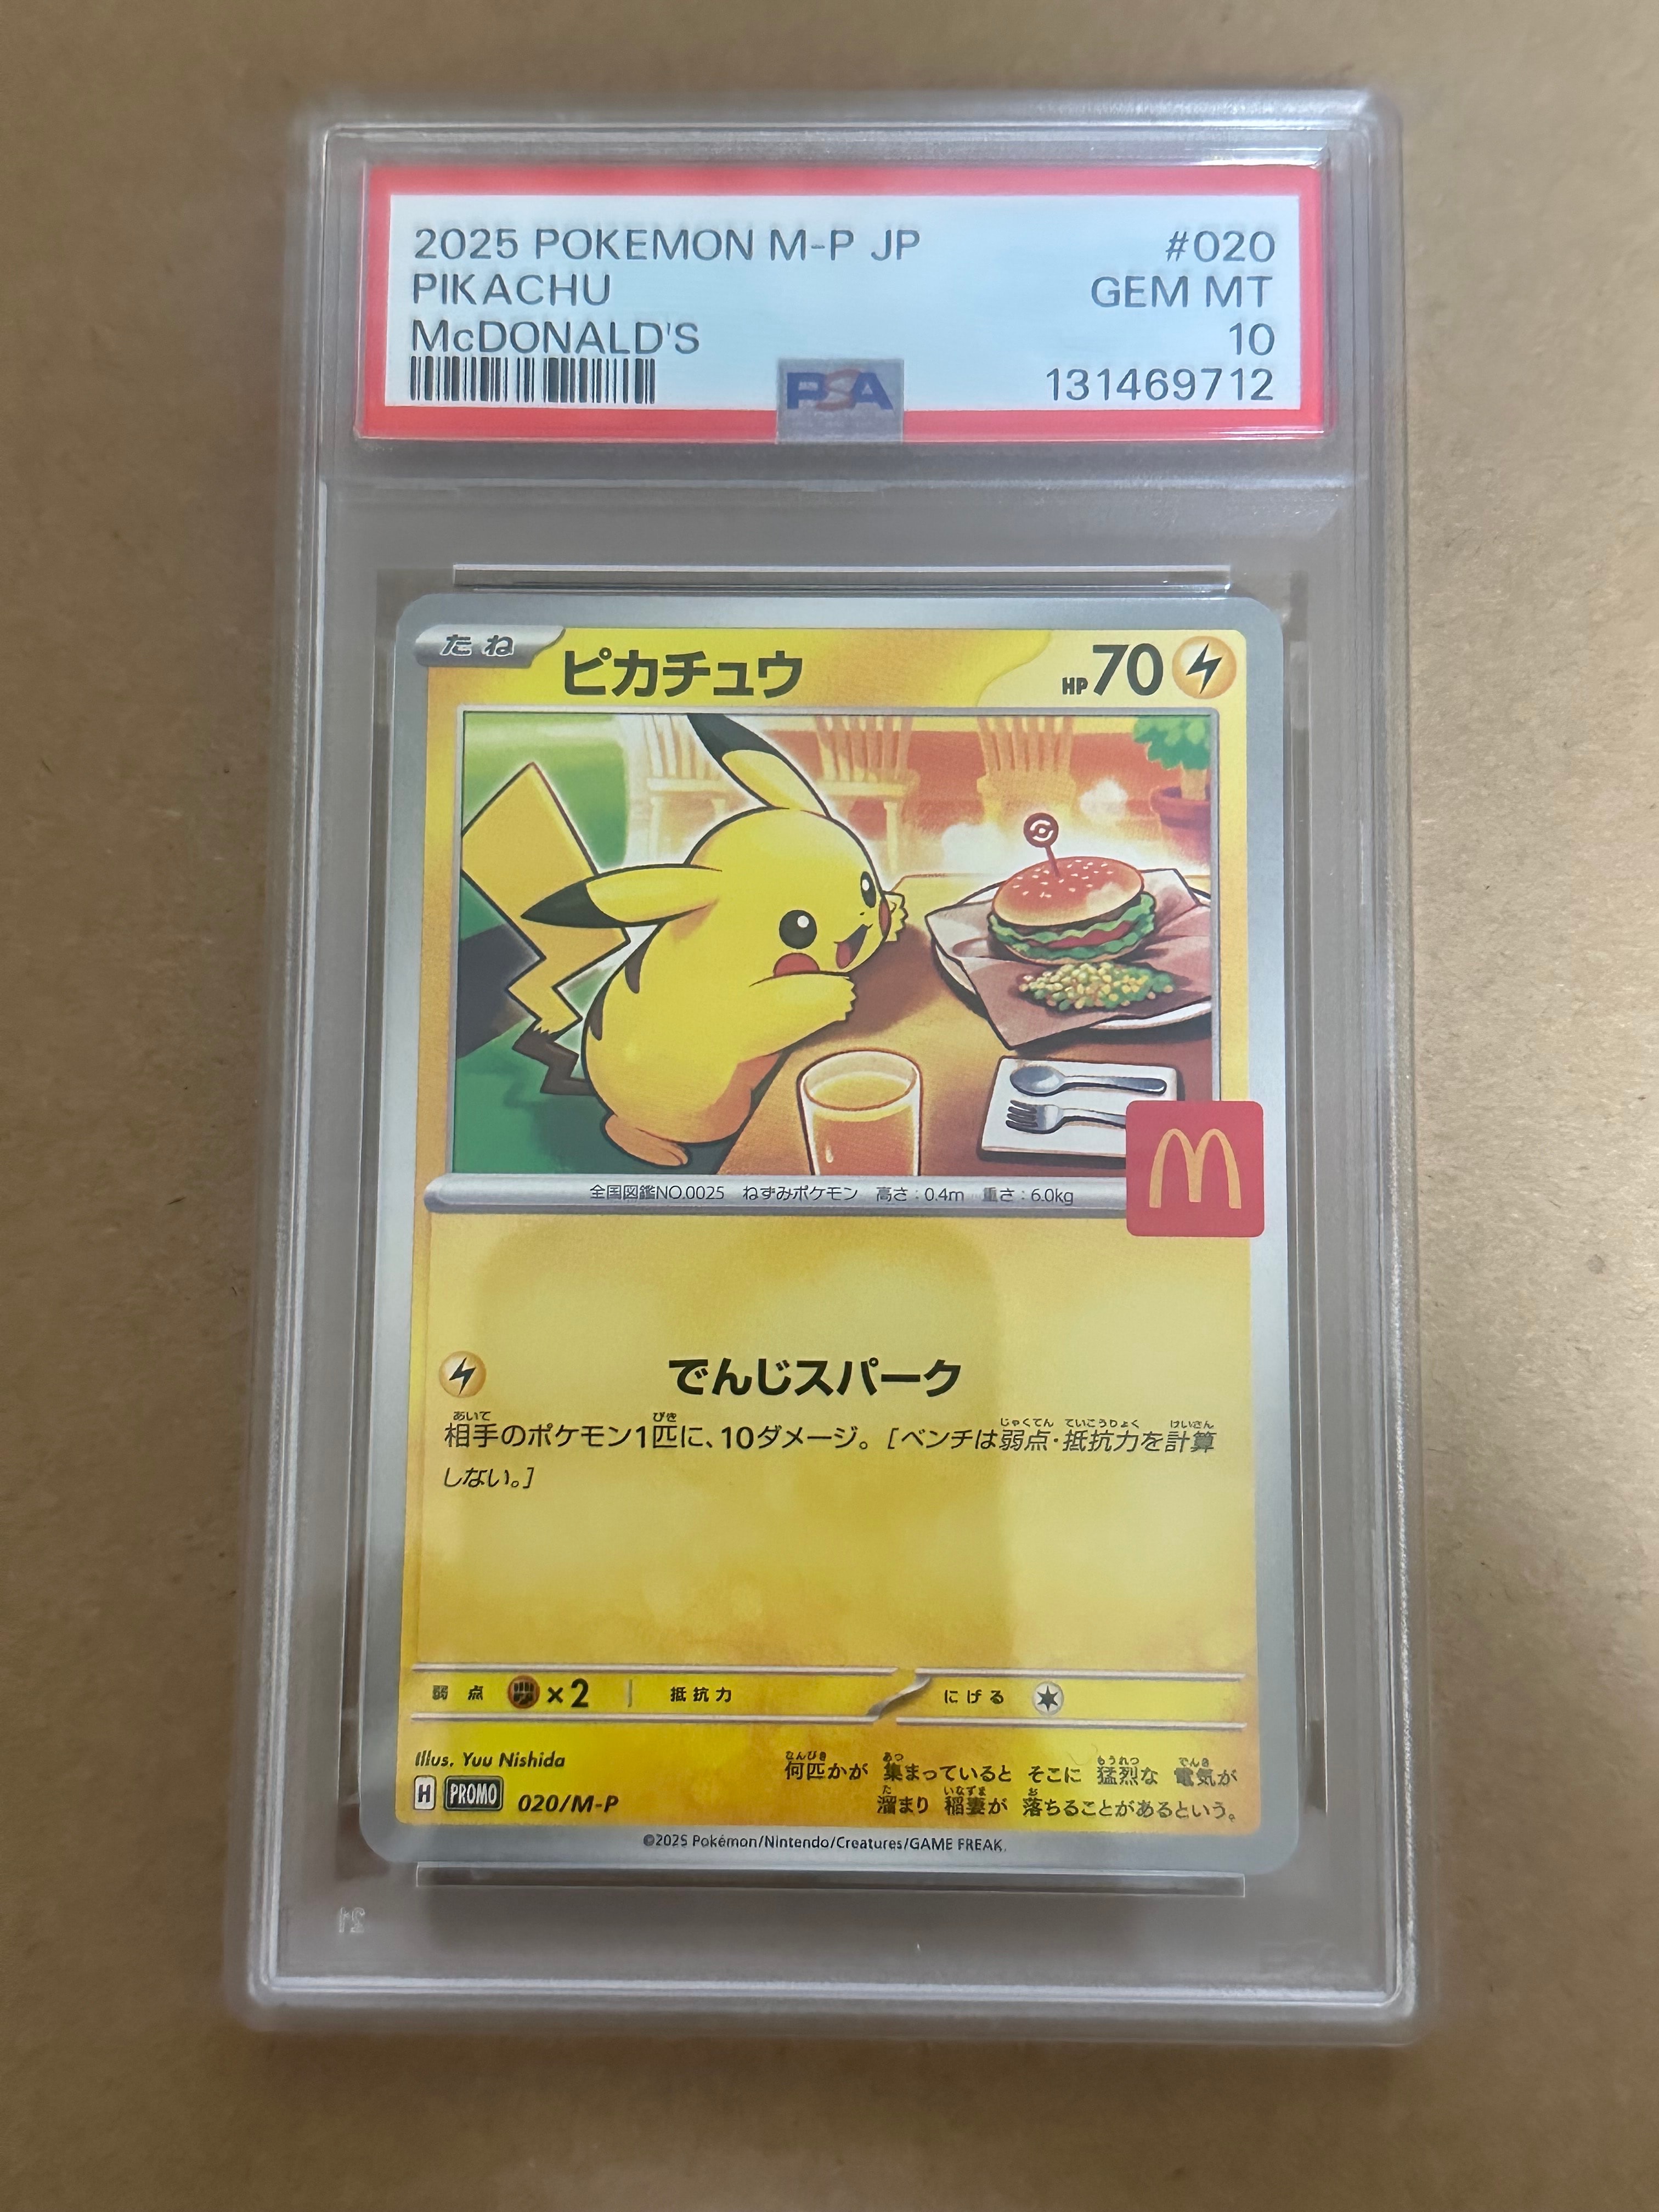 2025 POKEMON M-P JP #020
PIKACHU GEM MT
McDONALD'S 10
PSA 131469712
たね ピカチュウ HP70
全国図鑑NO.0025 ねずみポケモン 高さ:0.4m 重さ:6.0kg
でんじスパーク
相手のポケモン1匹に、10ダメージ。[ベンチは弱点・抵抗力を計算
しない。]
弱点 ×2 抵抗力 にげる
Illus. Yuu Nishida
H PROMO 020/M-P
何匹かが 集まっていると そこに 猛烈な 電気が
溜まり 稲妻が 落ちることがあるという。
©2025 Pokémon/Nintendo/Creatures/GAME FREAK.